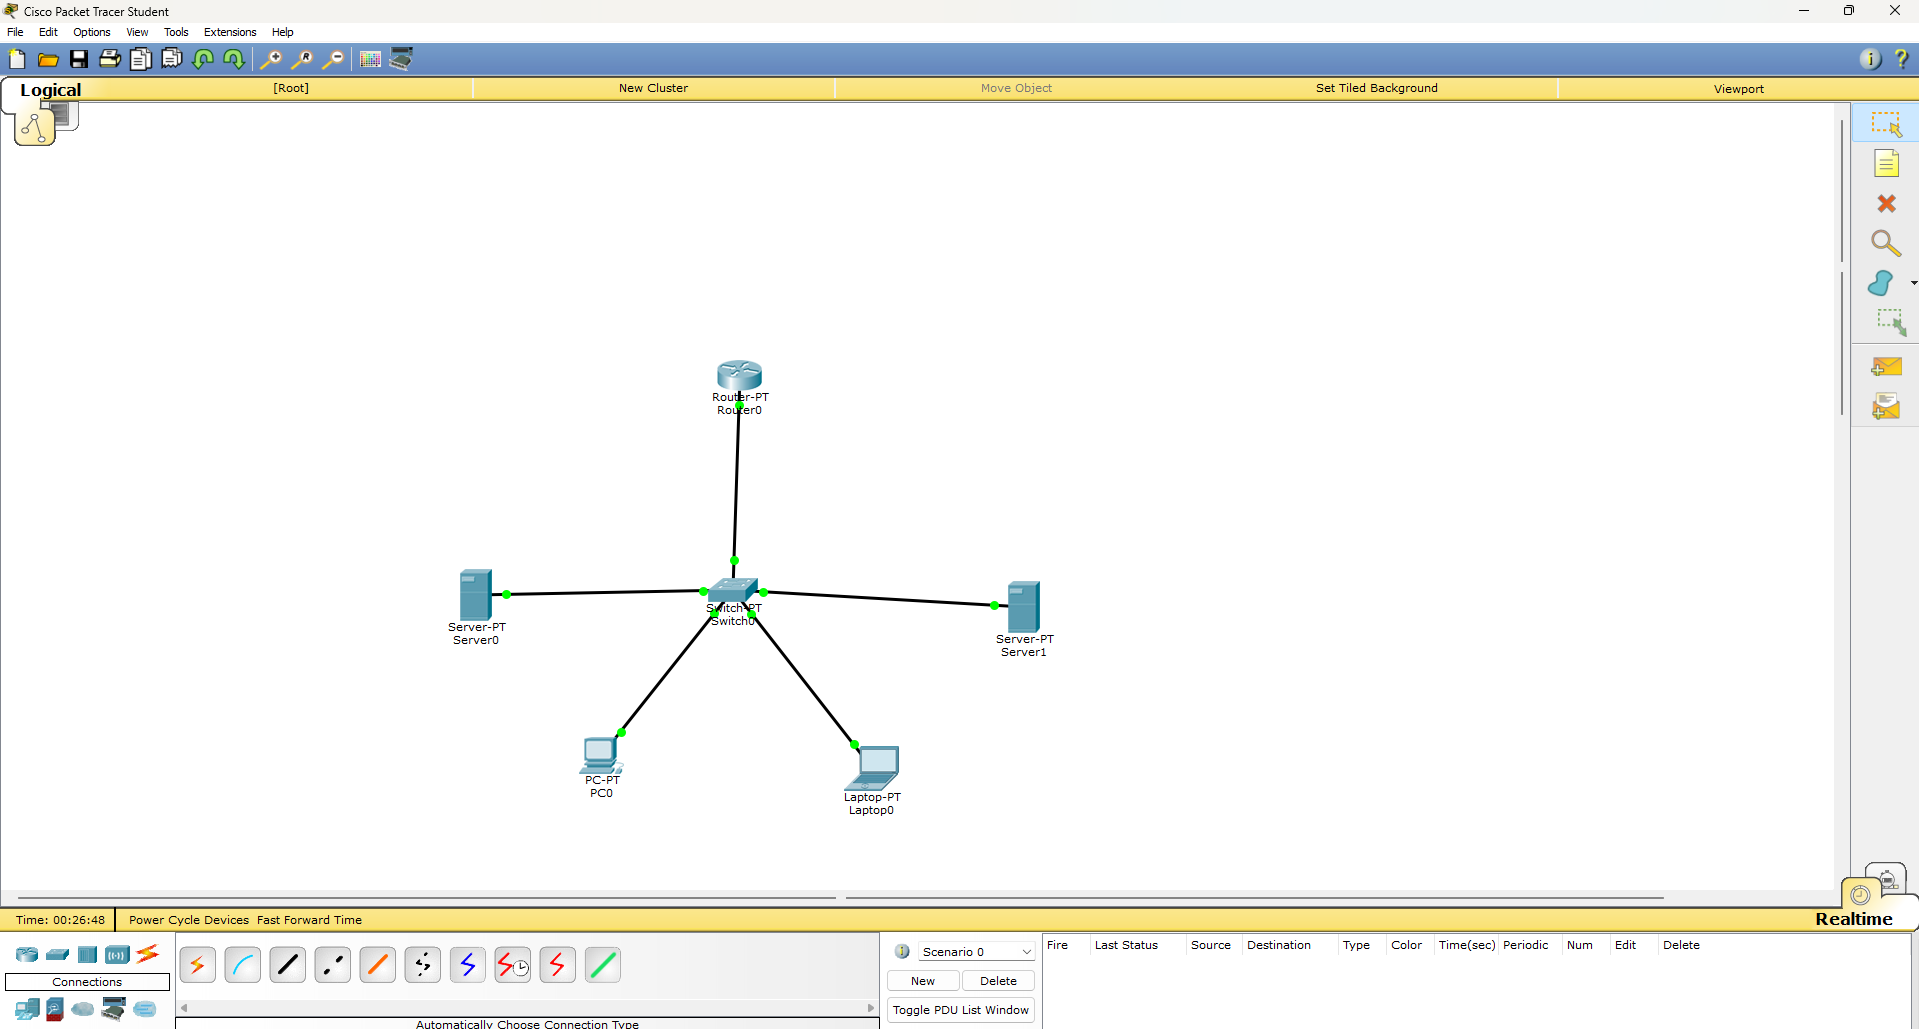 Cisco Packet Tracer Student
File Edit Options View Tools Extensions Help
Logical [Root] New Cluster Move Object Set Tiled Background Viewport
Router-PT
Router0
Switch-PT
Switch0
Server-PT
Server0
Server-PT
Server1
PC-PT
PC0
Laptop-PT
Laptop0
Time: 00:26:48 Power Cycle Devices Fast Forward Time Realtime
Scenario 0 Fire Last Status Source Destination Type Color Time(sec) Periodic Num Edit Delete
Connections New Delete
Toggle PDU List Window
Automatically Choose Connection Type